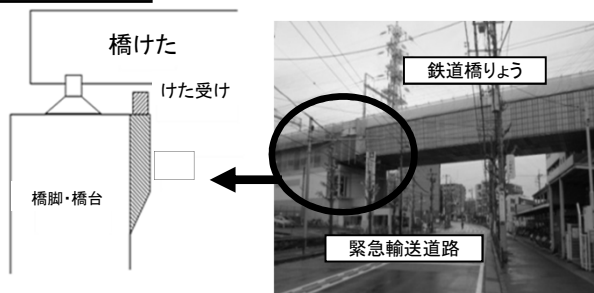 橋けた
けた受け
橋脚・橋台
鉄道橋りょう
緊急輸送道路